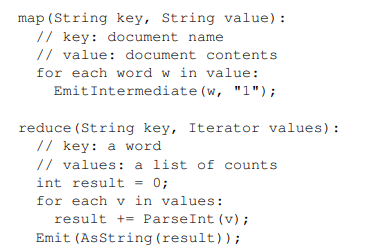 map(String key, String value):
// key: document name
// value: document contents
for each word w in value:
EmitIntermediate(w, "1");
reduce(String key, Iterator values):
// key: a word
// values: a list of counts
int result = 0;
for each v in values:
result += ParseInt(v);
Emit(AsString(result));